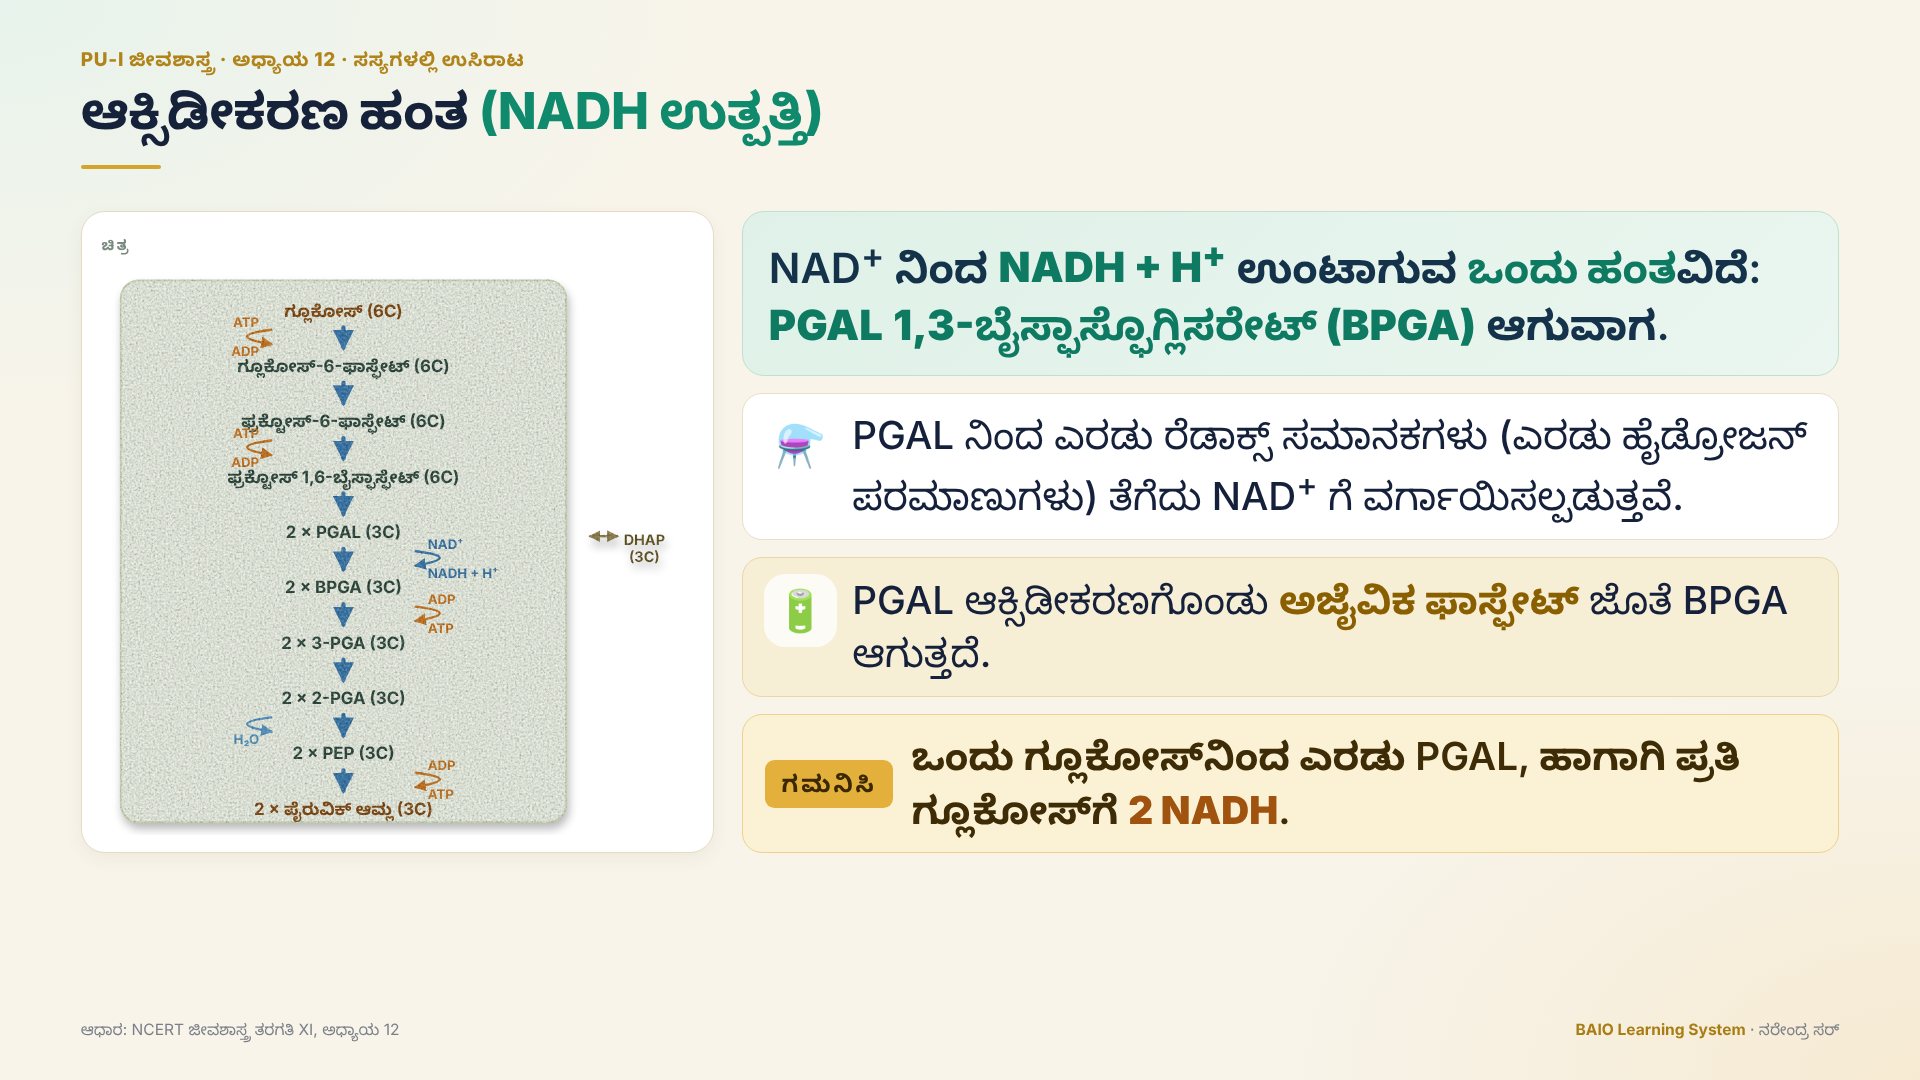 PU-I ಜೀವಶಾಸ್ತ್ರ · ಅಧ್ಯಾಯ 12 · ಸಸ್ಯಗಳಲ್ಲಿ ಉಸಿರಾಟ
ಆಕ್ಸಿಡೀಕರಣ ಹಂತ (NADH ಉತ್ಪತ್ತಿ)
ಚಿತ್ರ
ಗ್ಲೂಕೋಸ್ (6C)
ATP
ADP
ಗ್ಲೂಕೋಸ್-6-ಫಾಸ್ಫೇಟ್ (6C)
ಫ್ರಕ್ಟೋಸ್-6-ಫಾಸ್ಫೇಟ್ (6C)
ATP
ADP
ಫ್ರಕ್ಟೋಸ್ 1,6-ಬೈಸ್ಫಾಸ್ಫೇಟ್ (6C)
2 × PGAL (3C)
DHAP
(3C)
NAD⁺
NADH + H⁺
2 × BPGA (3C)
ADP
ATP
2 × 3-PGA (3C)
2 × 2-PGA (3C)
H₂O
2 × PEP (3C)
ADP
ATP
2 × ಪೈರುವಿಕ್ ಆಮ್ಲ (3C)
NAD⁺ ನಿಂದ NADH + H⁺ ಉಂಟಾಗುವ ಒಂದು ಹಂತವಿದೆ:
PGAL 1,3-ಬೈಸ್ಫಾಸ್ಫೊಗ್ಲಿಸರೇಟ್ (BPGA) ಆಗುವಾಗ.
PGAL ನಿಂದ ಎರಡು ರೆಡಾಕ್ಸ್ ಸಮಾನಕಗಳು (ಎರಡು ಹೈಡ್ರೋಜನ್
ಪರಮಾಣುಗಳು) ತೆಗೆದು NAD⁺ ಗೆ ವರ್ಗಾಯಿಸಲ್ಪಡುತ್ತವೆ.
PGAL ಆಕ್ಸಿಡೀಕರಣಗೊಂಡು ಅಜೈವಿಕ ಫಾಸ್ಫೇಟ್ ಜೊತೆ BPGA
ಆಗುತ್ತದೆ.
ಗಮನಿಸಿ
ಒಂದು ಗ್ಲೂಕೋಸ್‌ನಿಂದ ಎರಡು PGAL, ಹಾಗಾಗಿ ಪ್ರತಿ
ಗ್ಲೂಕೋಸ್‌ಗೆ 2 NADH.
ಆಧಾರ: NCERT ಜೀವಶಾಸ್ತ್ರ ತರಗತಿ XI, ಅಧ್ಯಾಯ 12
BAIO Learning System · ನರೇಂದ್ರ ಸರ್